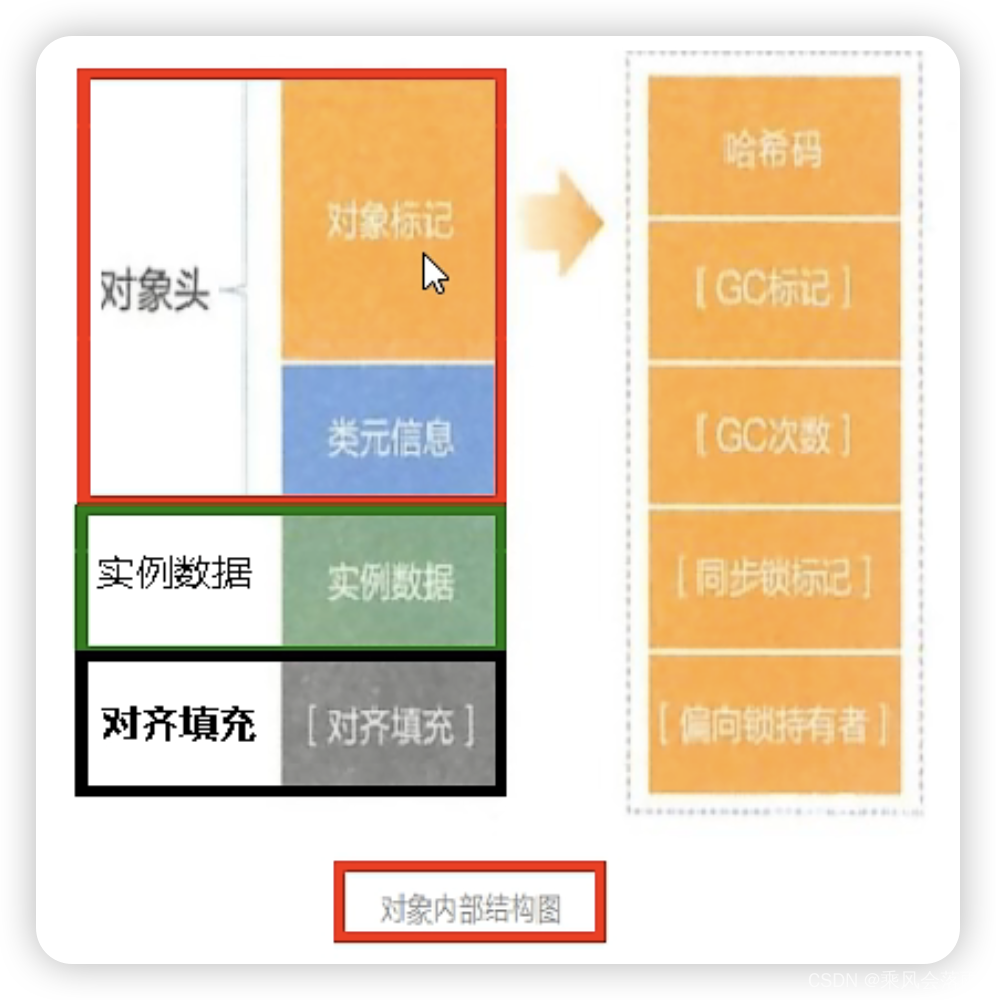 对象头
对象标记
类元信息
实例数据
实例数据
对齐填充
[ 对齐填充 ]
哈希码
[ GC标记 ]
[ GC次数 ]
[ 同步锁标记 ]
[ 偏向锁持有者 ]
对象内部结构图
CSDN @乘风